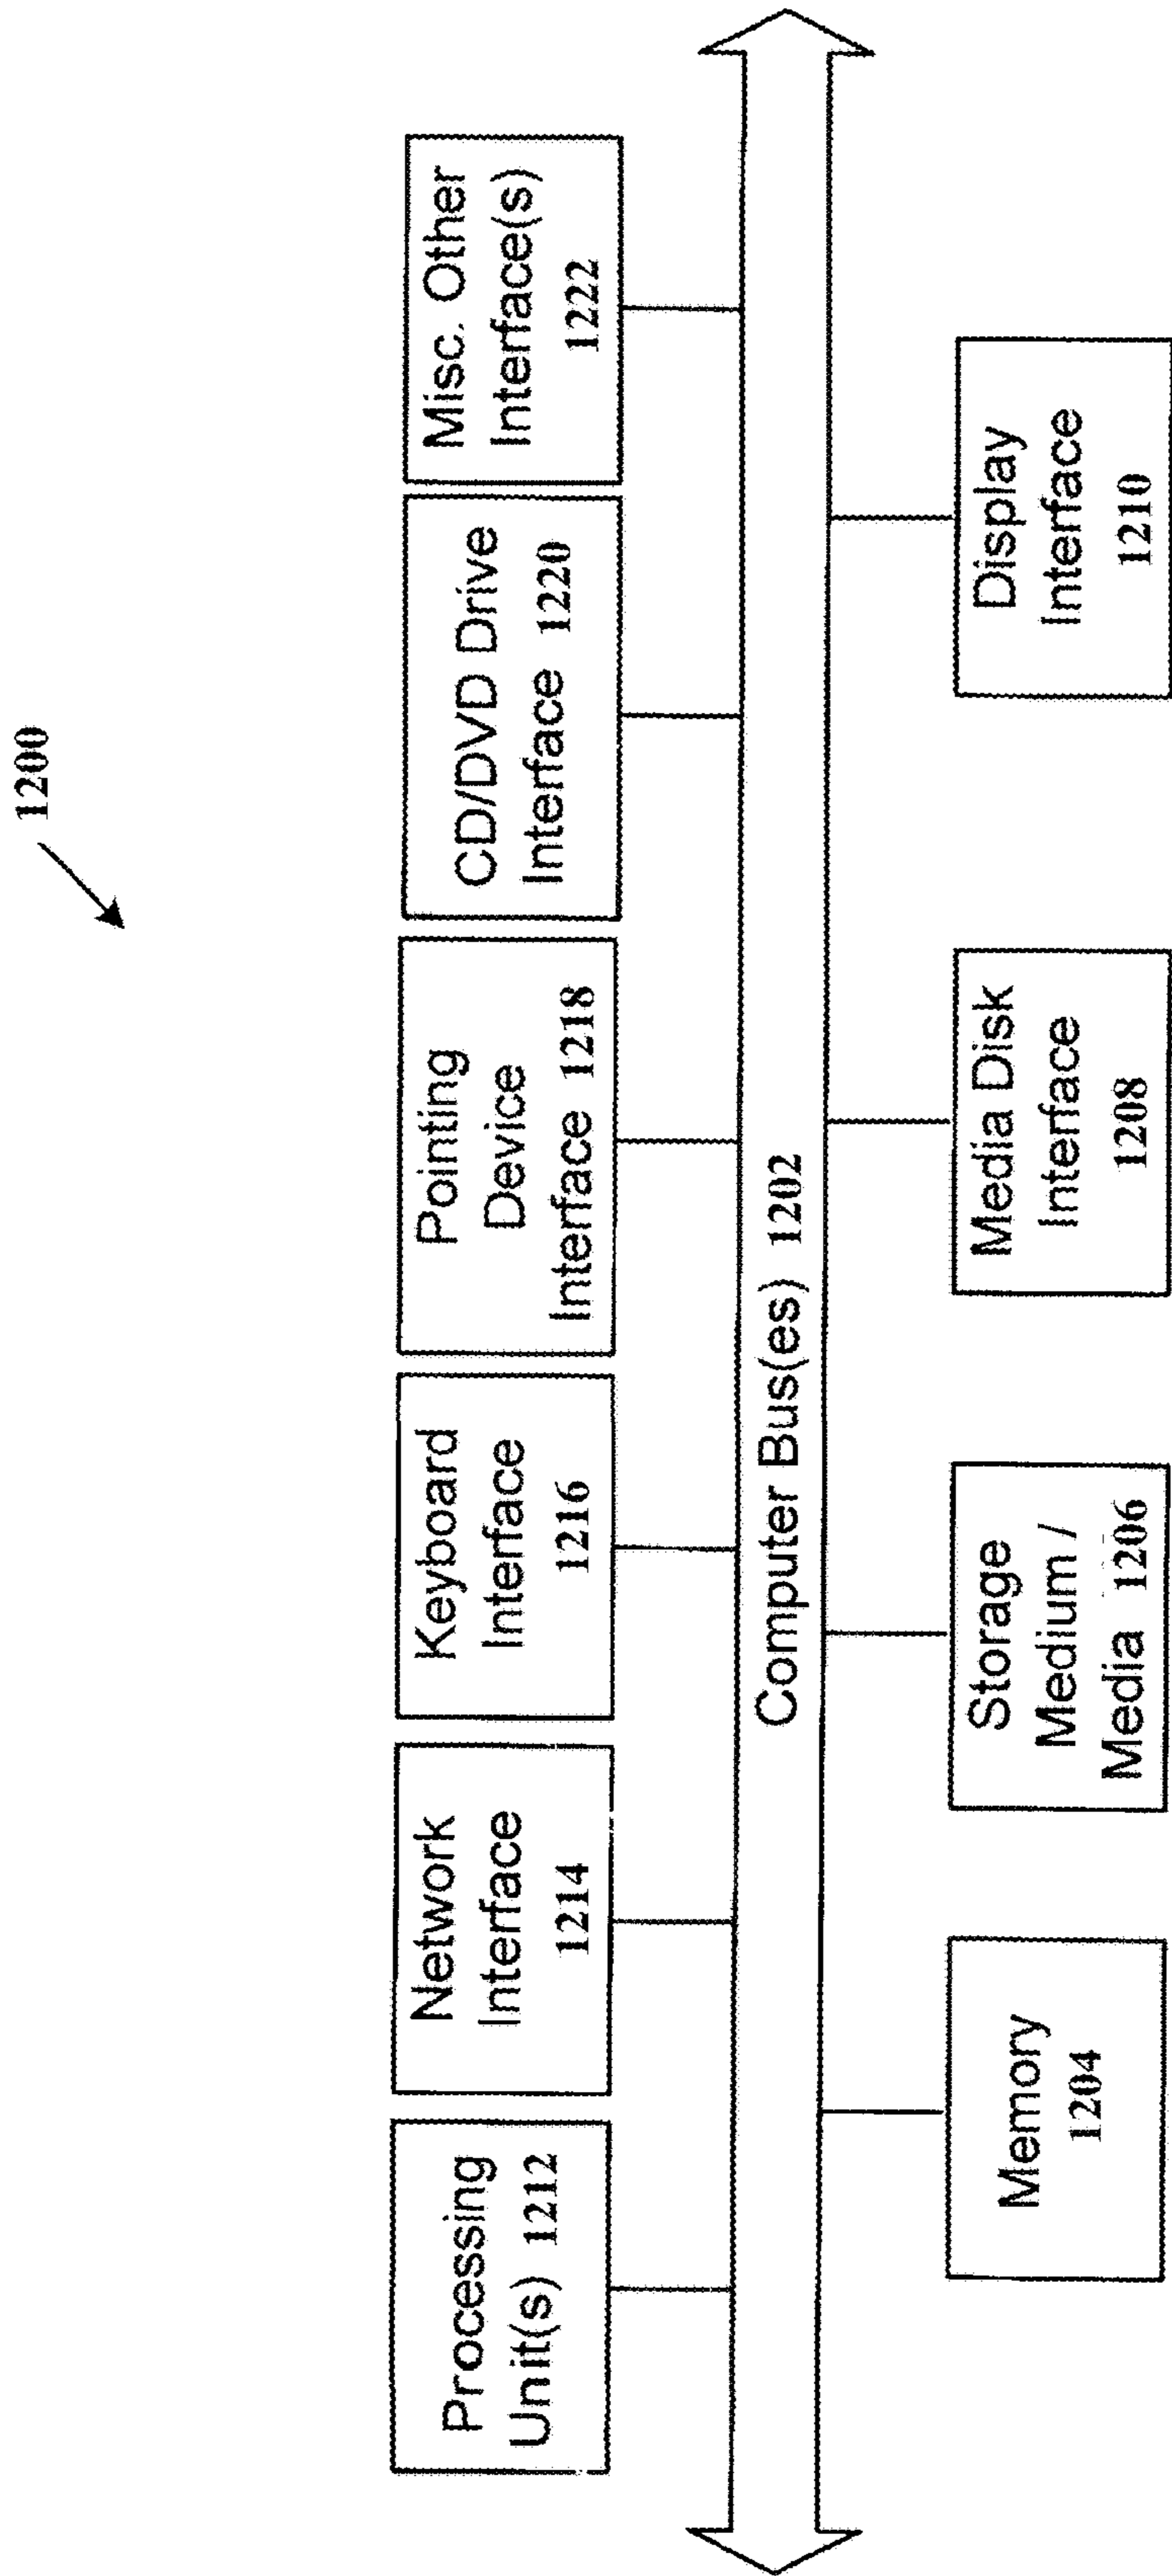 1200
Processing
Unit(s) 1212
Network
Interface
1214
Keyboard
Interface
1216
Pointing
Device
Interface 1218
CD/DVD Drive
Interface 1220
Misc. Other
Interface(s)
1222
Computer Bus(es) 1202
Memory
1204
Storage
Medium /
Media 1206
Media Disk
Interface
1208
Display
Interface
1210